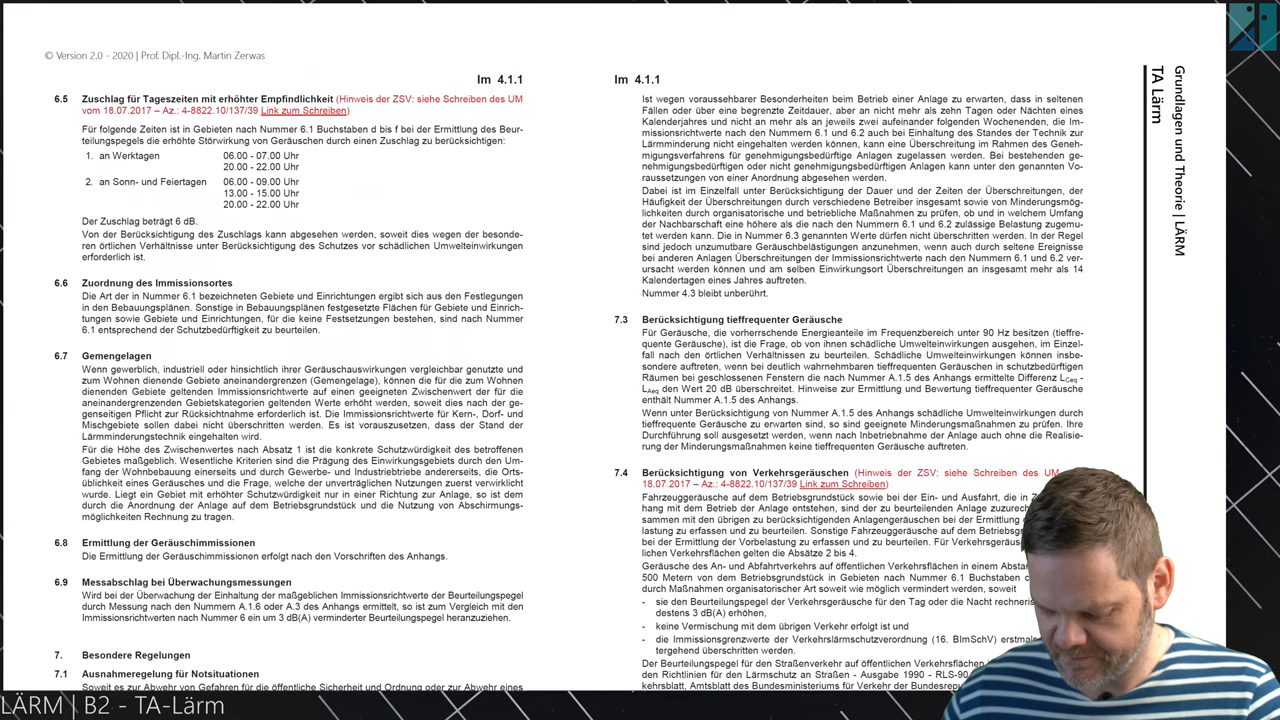 © Version 2.0 - 2020 | Prof. Dipl.-Ing. Martin Zerwas
lm 4.1.1
6.5 Zuschlag für Tageszeiten mit erhöhter Empfindlichkeit (Hinweis der ZSV: siehe Schreiben des UM
vom 18.07.2017 – Az.: 4-8822.10/137/39 Link zum Schreiben)
Für folgende Zeiten ist in Gebieten nach Nummer 6.1 Buchstaben d bis f bei der Ermittlung des Beur-
teilungspegels die erhöhte Störwirkung von Geräuschen durch einen Zuschlag zu berücksichtigen:
1. an Werktagen 06.00 - 07.00 Uhr
20.00 - 22.00 Uhr
2. an Sonn- und Feiertagen 06.00 - 09.00 Uhr
13.00 - 15.00 Uhr
20.00 - 22.00 Uhr
Der Zuschlag beträgt 6 dB.
Von der Berücksichtigung des Zuschlags kann abgesehen werden, soweit dies wegen der besonde-
ren örtlichen Verhältnisse unter Berücksichtigung des Schutzes vor schädlichen Umwelteinwirkungen
erforderlich ist.
6.6 Zuordnung des Immissionsortes
Die Art der in Nummer 6.1 bezeichneten Gebiete und Einrichtungen ergibt sich aus den Festlegungen
in den Bebauungsplänen. Sonstige in Bebauungsplänen festgesetzte Flächen für Gebiete und Einrich-
tungen sowie Gebiete und Einrichtungen, für die keine Festsetzungen bestehen, sind nach Nummer
6.1 entsprechend der Schutzbedürftigkeit zu beurteilen.
6.7 Gemengelagen
Wenn gewerblich, industriell oder hinsichtlich ihrer Geräuschauswirkungen vergleichbar genutzte und
zum Wohnen dienende Gebiete aneinandergrenzen (Gemengelage), können die für die zum Wohnen
dienenden Gebiete geltenden Immissionsrichtwerte auf einen geeigneten Zwischenwert der für die
aneinandergrenzenden Gebietskategorien geltenden Werte erhöht werden, soweit dies nach der ge-
genseitigen Pflicht zur Rücksichtnahme erforderlich ist. Die Immissionsrichtwerte für Kern-, Dorf- und
Mischgebiete sollen dabei nicht überschritten werden. Es ist vorauszusetzen, dass der Stand der
Lärmminderungstechnik eingehalten wird.
Für die Höhe des Zwischenwertes nach Absatz 1 ist die konkrete Schutzwürdigkeit des betroffenen
Gebietes maßgeblich. Wesentliche Kriterien sind die Prägung des Einwirkungsgebiets durch den Um-
fang der Wohnbebauung einerseits und durch Gewerbe- und Industriebetriebe andererseits, die Orts-
üblichkeit eines Geräusches und die Frage, welche der unverträglichen Nutzungen zuerst verwirklicht
wurde. Liegt ein Gebiet mit erhöhter Schutzwürdigkeit nur in einer Richtung zur Anlage, so ist dem
durch die Anordnung der Anlage auf dem Betriebsgrundstück und die Nutzung von Abschirmungs-
möglichkeiten Rechnung zu tragen.
6.8 Ermittlung der Geräuschimmissionen
Die Ermittlung der Geräuschimmissionen erfolgt nach den Vorschriften des Anhangs.
6.9 Messabschlag bei Überwachungsmessungen
Wird bei der Überwachung der Einhaltung der maßgeblichen Immissionsrichtwerte der Beurteilungspegel
durch Messung nach den Nummern A.1.6 oder A.3 des Anhangs ermittelt, so ist zum Vergleich mit den
Immissionsrichtwerten nach Nummer 6 ein um 3 dB(A) verminderter Beurteilungspegel heranzuziehen.
7. Besondere Regelungen
7.1 Ausnahmeregelung für Notsituationen
Soweit es zur Abwehr von Gefahren für die öffentliche Sicherheit und Ordnung oder zur Abwehr eines
lm 4.1.1
Ist wegen voraussehbarer Besonderheiten beim Betrieb einer Anlage zu erwarten, dass in seltenen
Fällen oder über eine begrenzte Zeitdauer, aber an nicht mehr als zehn Tagen oder Nächten eines
Kalenderjahres und nicht an mehr als an jeweils zwei aufeinander folgenden Wochenenden, die Im-
missionsrichtwerte nach den Nummern 6.1 und 6.2 auch bei Einhaltung des Standes der Technik zur
Lärmminderung nicht eingehalten werden können, kann eine Überschreitung im Rahmen des Geneh-
migungsverfahrens für genehmigungsbedürftige Anlagen zugelassen werden. Bei bestehenden ge-
nehmigungsbedürftigen oder nicht genehmigungsbedürftigen Anlagen kann unter den genannten Vo-
raussetzungen von einer Anordnung abgesehen werden.
Dabei ist im Einzelfall unter Berücksichtigung der Dauer und der Zeiten der Überschreitungen, der
Häufigkeit der Überschreitungen durch verschiedene Betreiber insgesamt sowie von Minderungsmög-
lichkeiten durch organisatorische und betriebliche Maßnahmen zu prüfen, ob und in welchem Umfang
der Nachbarschaft eine höhere als die nach den Nummern 6.1 und 6.2 zulässige Belastung zugemu-
tet werden kann. Die in Nummer 6.3 genannten Werte dürfen nicht überschritten werden. In der Regel
sind jedoch unzumutbare Geräuschbelästigungen anzunehmen, wenn auch durch seltene Ereignisse
bei anderen Anlagen Überschreitungen der Immissionsrichtwerte nach den Nummern 6.1 und 6.2 ver-
ursacht werden können und am selben Einwirkungsort Überschreitungen an insgesamt mehr als 14
Kalendertagen eines Jahres auftreten.
Nummer 4.3 bleibt unberührt.
7.3 Berücksichtigung tieffrequenter Geräusche
Für Geräusche, die vorherrschende Energieanteile im Frequenzbereich unter 90 Hz besitzen (tieffre-
quente Geräusche), ist die Frage, ob von ihnen schädliche Umwelteinwirkungen ausgehen, im Einzel-
fall nach den örtlichen Verhältnissen zu beurteilen. Schädliche Umwelteinwirkungen können insbe-
sondere auftreten, wenn bei deutlich wahrnehmbaren tieffrequenten Geräuschen in schutzbedürftigen
Räumen bei geschlossenen Fenstern die nach Nummer A.1.5 des Anhangs ermittelte Differenz LCeq -
LAeq den Wert 20 dB überschreitet. Hinweise zur Ermittlung und Bewertung tieffrequenter Geräusche
enthält Nummer A.1.5 des Anhangs.
Wenn unter Berücksichtigung von Nummer A.1.5 des Anhangs schädliche Umwelteinwirkungen durch
tieffrequente Geräusche zu erwarten sind, so sind geeignete Minderungsmaßnahmen zu prüfen. Ihre
Durchführung soll ausgesetzt werden, wenn nach Inbetriebnahme der Anlage auch ohne die Realisie-
rung der Minderungsmaßnahmen keine tieffrequenten Geräusche auftreten.
7.4 Berücksichtigung von Verkehrsgeräuschen (Hinweis der ZSV: siehe Schreiben des UM
18.07.2017 – Az.: 4-8822.10/137/39 Link zum Schreiben)
Fahrzeuggeräusche auf dem Betriebsgrundstück sowie bei der Ein- und Ausfahrt, die in
hang mit dem Betrieb der Anlage entstehen, sind der zu beurteilenden Anlage
sammen mit den übrigen zu berücksichtigenden Anlagengeräuschen bei der Ermittlung
lastung zu erfassen und zu beurteilen. Sonstige Fahrzeuggeräusche auf dem
bei der Ermittlung der Vorbelastung zu erfassen und zu beurteilen. Für
lichen Verkehrsflächen gelten die Absätze 2 bis 4.
Geräusche des An- und Abfahrtverkehrs auf öffentlichen Verkehrsflächen in einem
500 Metern von dem Betriebsgrundstück in Gebieten nach Nummer 6.1 Buchstaben
durch Maßnahmen organisatorischer Art soweit wie möglich vermindert werden, soweit
- sie den Beurteilungspegel der Verkehrsgeräusche für den Tag oder die Nacht
destens 3 dB(A) erhöhen,
- keine Vermischung mit dem übrigen Verkehr erfolgt ist und
- die Immissionsgrenzwerte der Verkehrslärmschutzverordnung (16. BImSchV)
tergehend überschritten werden.
Der Beurteilungspegel für den Straßenverkehr auf öffentlichen Verkehrsflächen
den Richtlinien für den Lärmschutz an Straßen - Ausgabe 1990 - RLS-90
kehrsblatt, Amtsblatt des Bundesministeriums für Verkehr der
Grundlagen und Theorie | LÄRM
TA Lärm
LÄRM | B2 - TA-Lärm